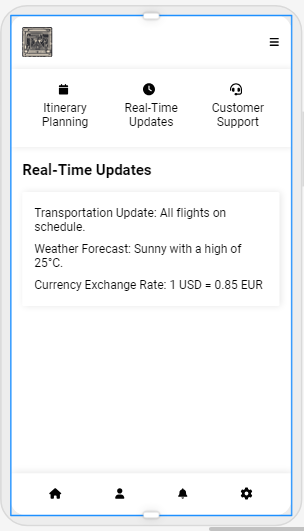 Itinerary
Planning
Real-Time
Updates
Customer
Support
Real-Time Updates
Transportation Update: All flights on
schedule.
Weather Forecast: Sunny with a high of
25°C.
Currency Exchange Rate: 1 USD = 0.85 EUR